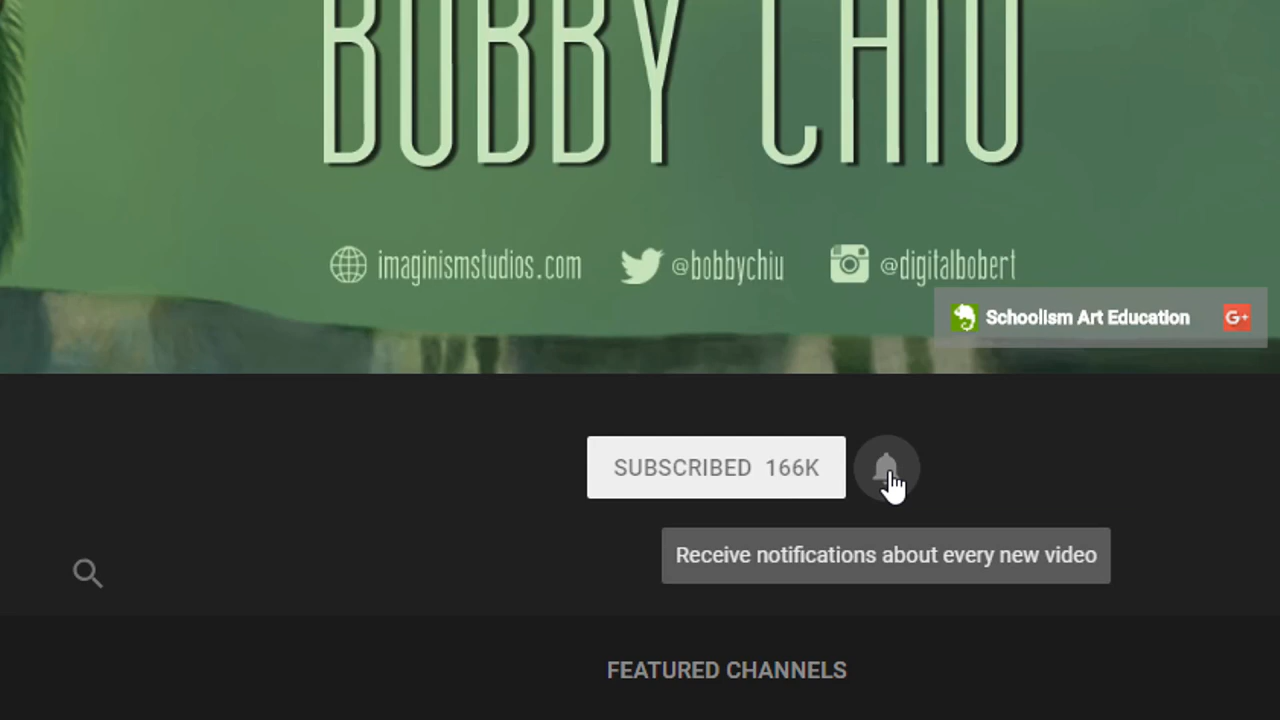 BOBBY CHIU
imaginismstudios.com @bobbychiu @digitalbobert
Schoolism Art Education G+
SUBSCRIBED 166K
Receive notifications about every new video
FEATURED CHANNELS